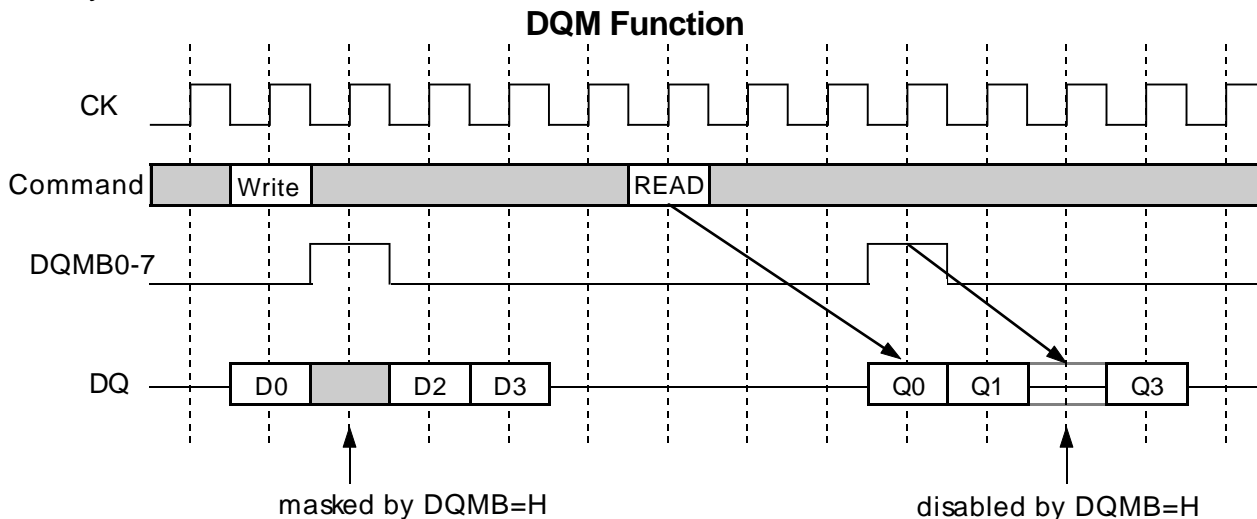 DQM Function
CK
Command Write READ
DQMB0-7
DQ D0 D2 D3 Q0 Q1 Q3
masked by DQMB=H disabled by DQMB=H